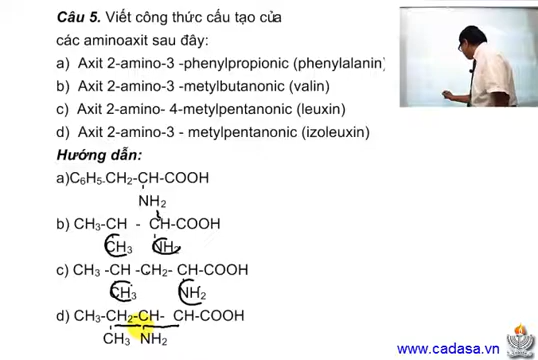 Câu 5. Viết công thức cấu tạo của
các aminoaxit sau đây:
a) Axit 2-amino-3 -phenylpropionic (phenylalanin)
b) Axit 2-amino-3 -metylbutanonic (valin)
c) Axit 2-amino- 4-metylpentanonic (leuxin)
d) Axit 2-amino-3 - metylpentanonic (izoleuxin)
Hướng dẫn:
a)C6H5-CH2-CH-COOH
NH2
b) CH3-CH - CH-COOH
CH3 NH2
c) CH3 -CH -CH2- CH-COOH
CH3 NH2
d) CH3-CH2-CH- CH-COOH
CH3 NH2
www.cadasa.vn